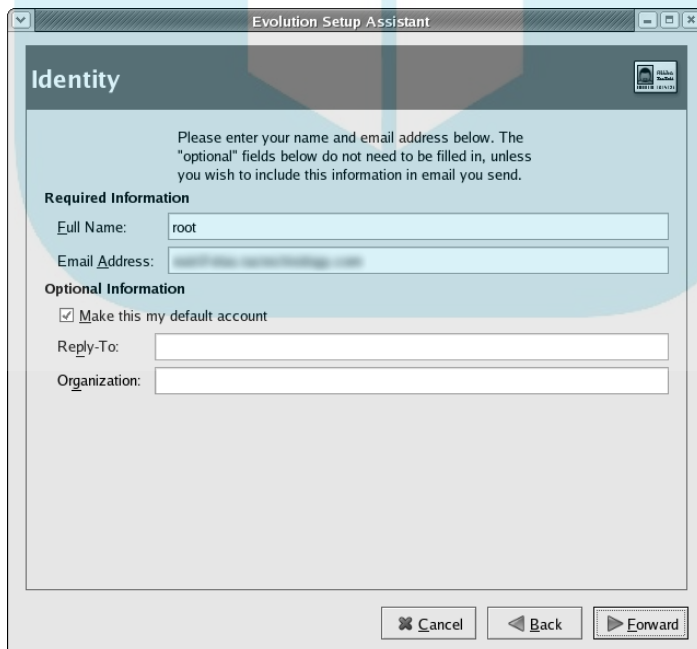 Evolution Setup Assistant
Identity
Please enter your name and email address below. The
"optional" fields below do not need to be filled in, unless
you wish to include this information in email you send.
Required Information
Full Name:
root
Email Address:
Optional Information
Make this my default account
Reply-To:
Organization:
Cancel
Back
Forward